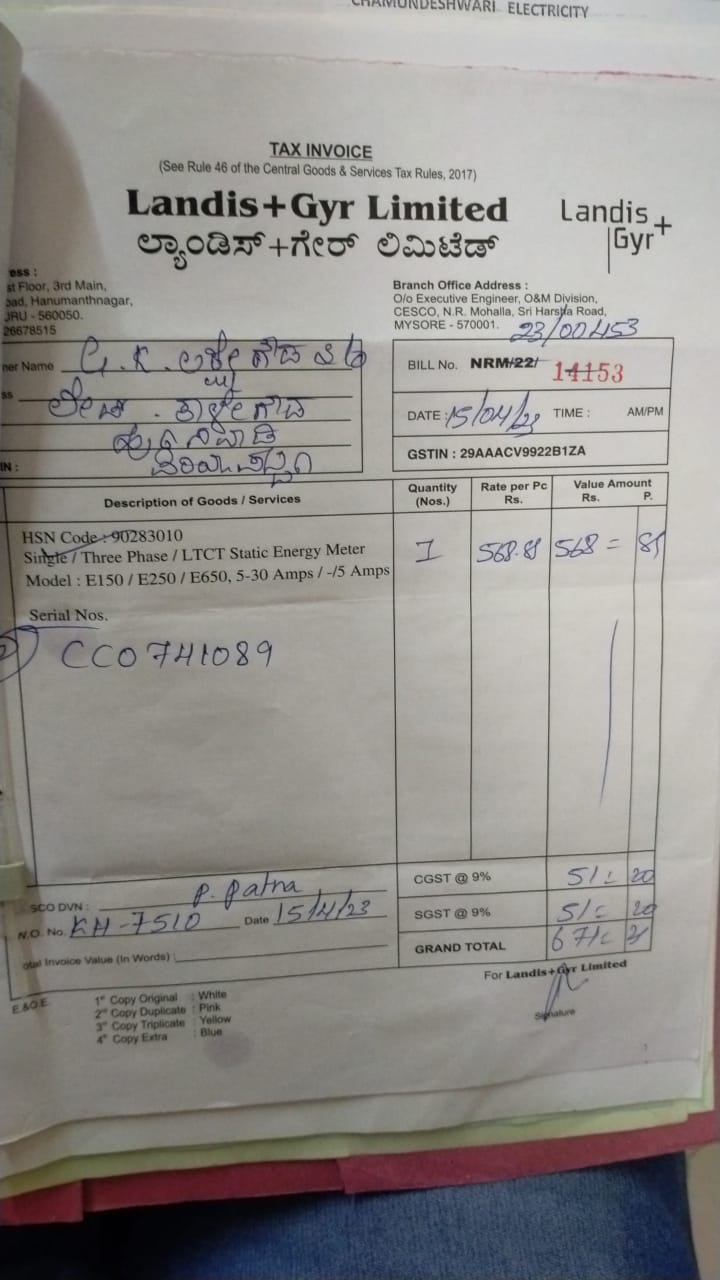 CHAMUNDESHWARI ELECTRICITY
TAX INVOICE
(See Rule 46 of the Central Goods & Services Tax Rules, 2017)
Landis+Gyr Limited
ಲ್ಯಾಂಡಿಸ್+ಗೇರ್ ಲಿಮಿಟೆಡ್
Landis+
Gyr
ess :
st Floor, 3rd Main,
oad, Hanumanthnagar,
JRU - 560050.
26678515
Branch Office Address :
O/o Executive Engineer, O&M Division,
CESCO, N.R. Mohalla, Sri Harsha Road,
MYSORE - 570001.
23/00453
ner Name G.K.
ss
IN :
BILL No. NRM/22/ 14153
DATE : 15/04/23 TIME : AM/PM
GSTIN : 29AAACV9922B1ZA
Description of Goods / Services
Quantity (Nos.)
Rate per Pc Rs.
Value Amount Rs. P.
HSN Code : 90283010
Single / Three Phase / LTCT Static Energy Meter
Model : E150 / E250 / E650, 5-30 Amps / -/5 Amps
1 568.81 568 = 81
Serial Nos.
CC0741089
SCO DVN : P. Patna
N.O. No. KH-7510 Date 15/4/23
otal Invoice Value (In Words) :
CGST @ 9% 51= 20
SGST @ 9% 51= 20
GRAND TOTAL 671= 21
For Landis+Gyr Limited
Signature
E.&O.E.
1st Copy Original : White
2nd Copy Duplicate : Pink
3rd Copy Triplicate : Yellow
4th Copy Extra : Blue